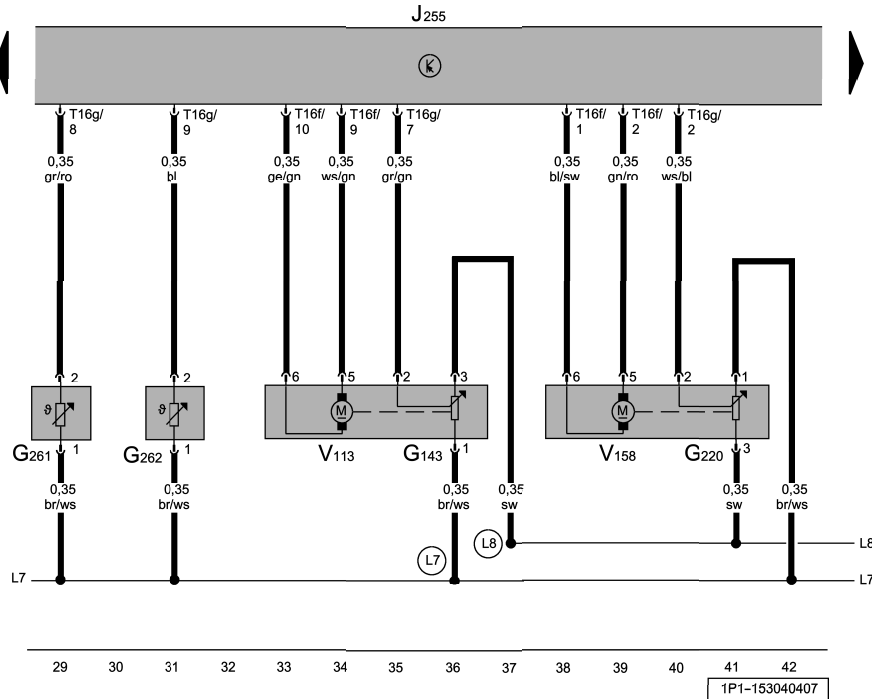 J255
T16g/ T16g/ T16f/ T16f/ T16g/ T16f/ T16f/ T16g/
8 9 10 9 7 1 2 2
0,35 0,35 0,35 0,35 0,35 0,35 0,35 0,35
gr/ro bl ge/gn ws/gn gr/gn bl/sw gn/ro ws/bl
2 2 6 5 2 3 6 5 2 1
ϑ ϑ M M
G261 1 G262 1 V113 G143 1 V158 G220 3
0,35 0,35 0,35 0,35 0,35 0,35
br/ws br/ws br/ws sw sw br/ws
L8 L8
L7
L7 L7
29 30 31 32 33 34 35 36 37 38 39 40 41 42
1P1-153040407